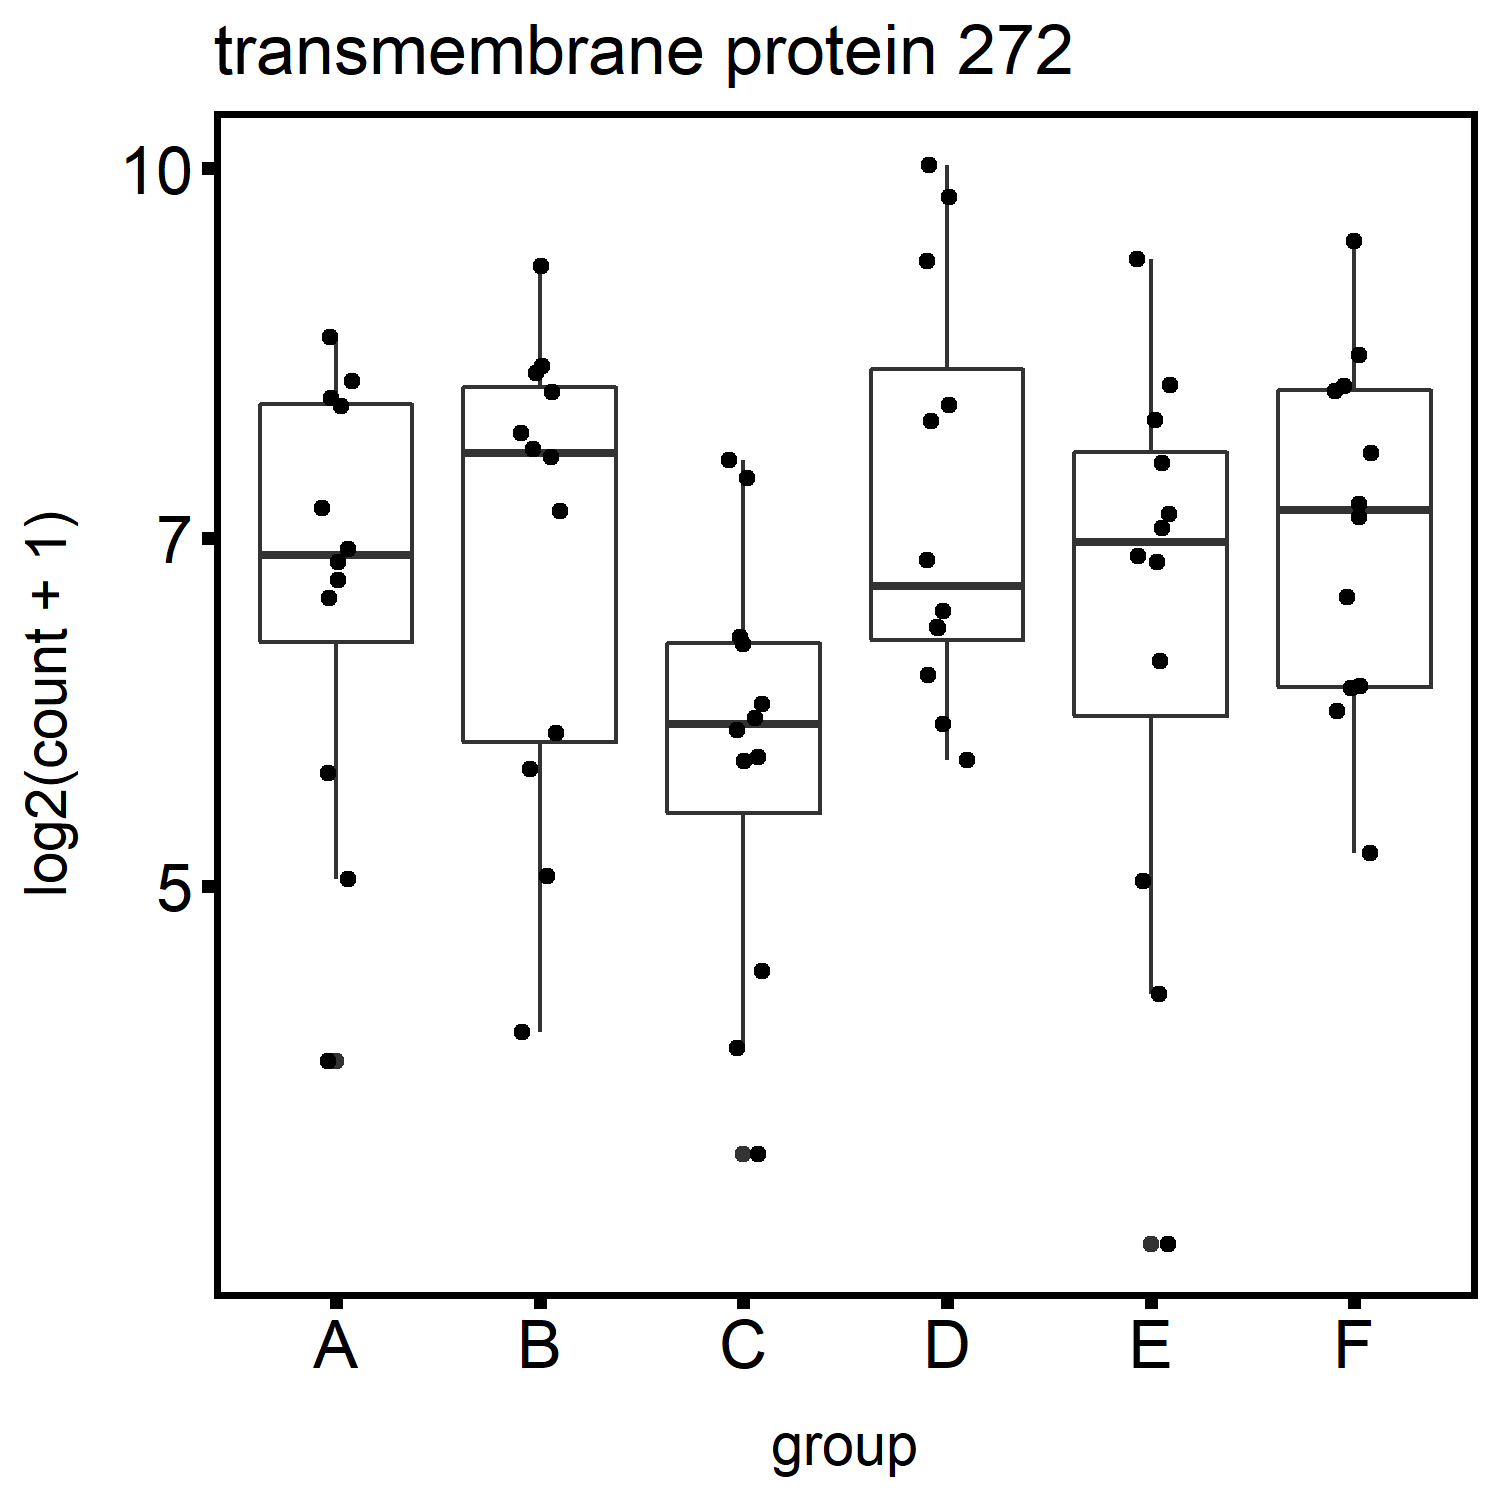 transmembrane protein 272
10
7
5
log2(count + 1)
A B C D E F
group